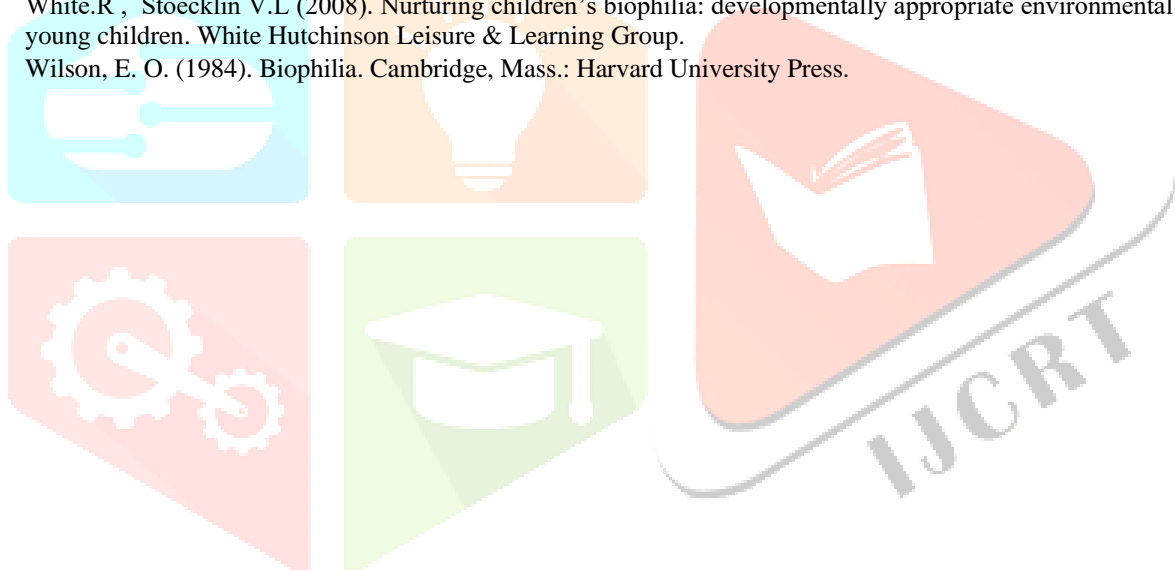 White.R , Stoecklin V.L (2008). Nurturing children's biophilia: developmentally appropriate environmental
young children. White Hutchinson Leisure & Learning Group.
Wilson, E. O. (1984). Biophilia. Cambridge, Mass.: Harvard University Press.
IJCRT